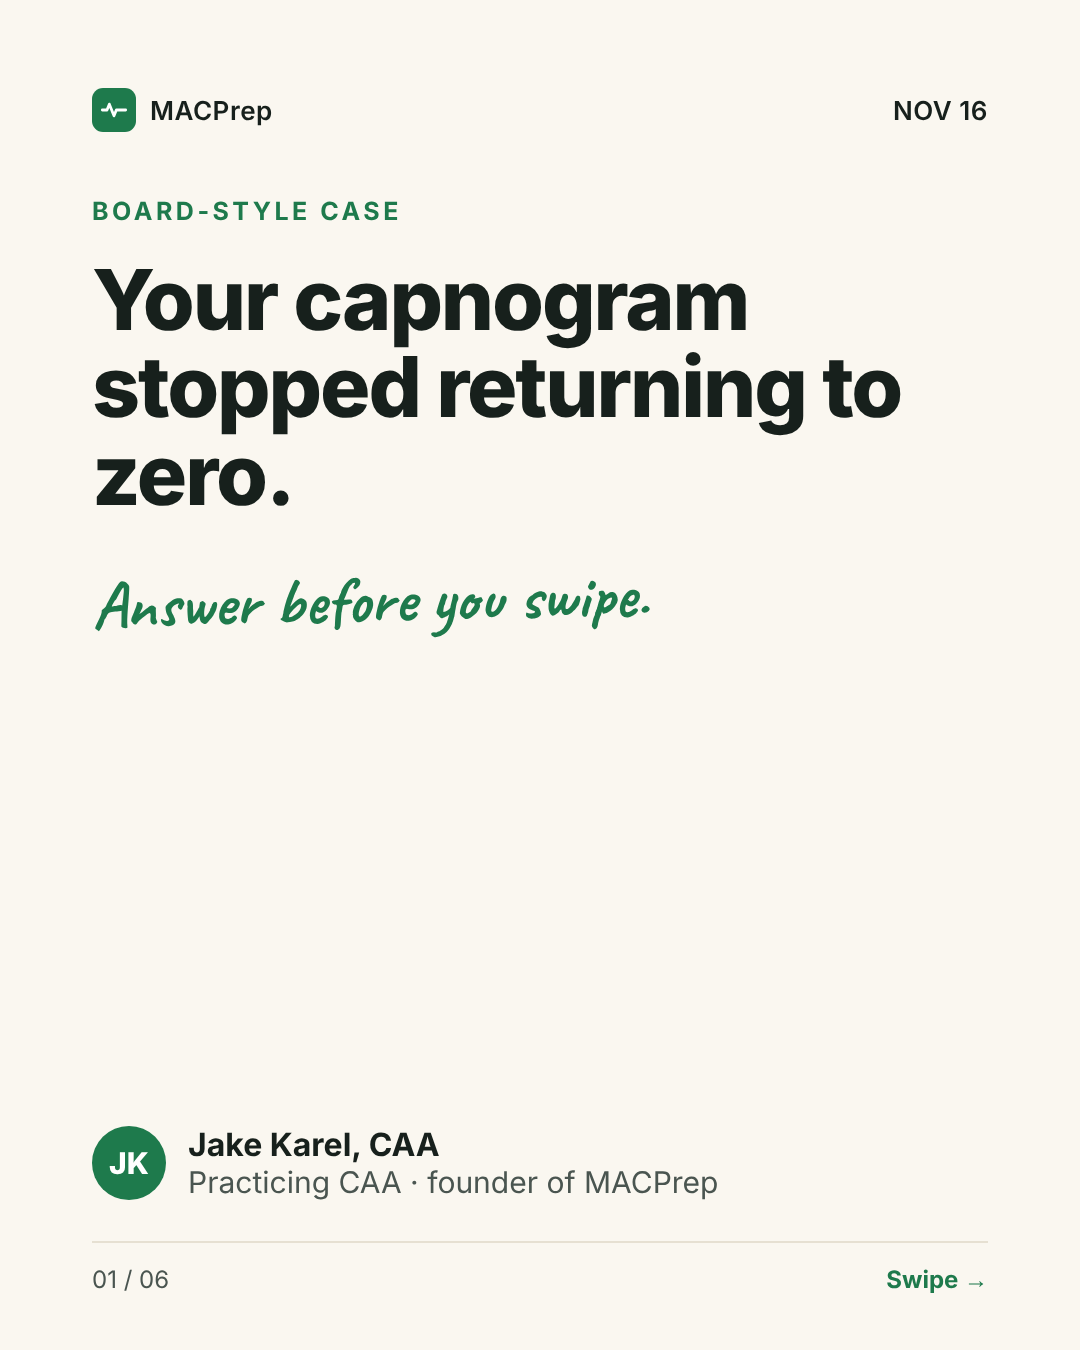 MACPrep
NOV 16
BOARD-STYLE CASE
Your capnogram
stopped returning to
zero.
Answer before you swipe.
JK
Jake Karel, CAA
Practicing CAA · founder of MACPrep
01 / 06
Swipe →